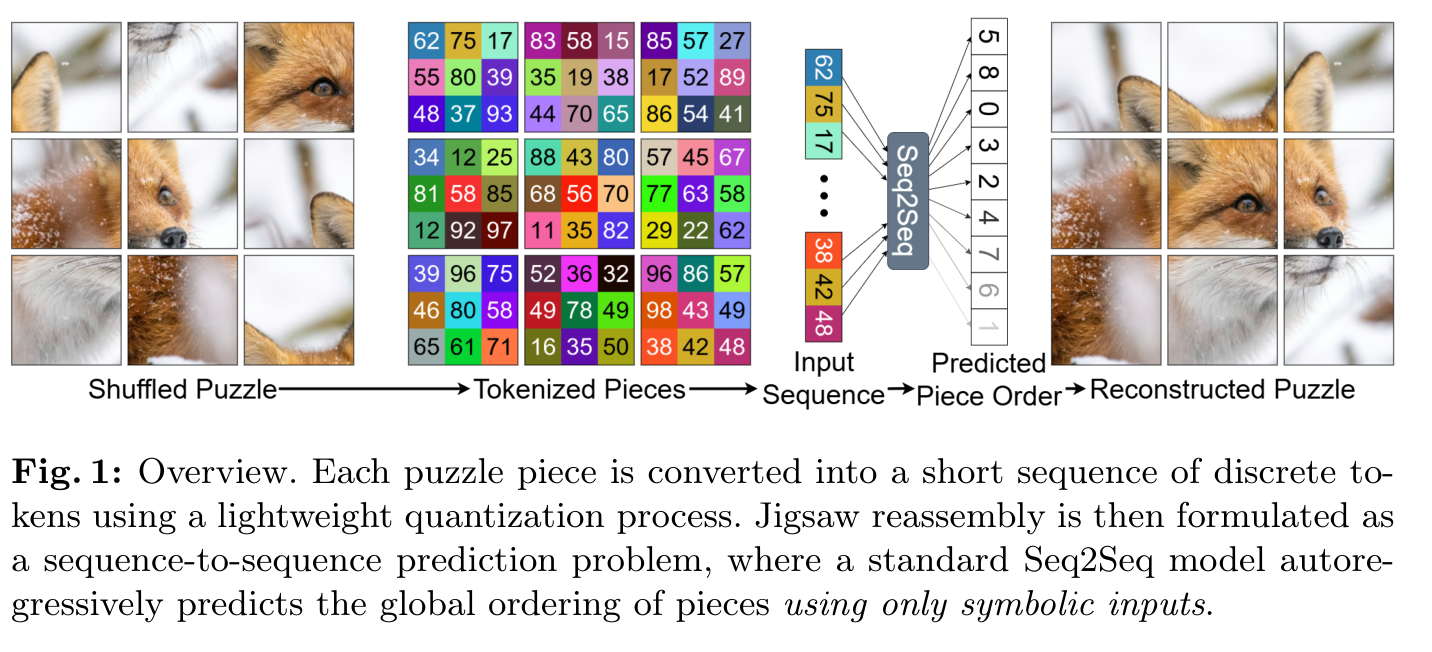 62 75 17 83 58 15 85 57 27
55 80 39 35 19 38 17 52 89
48 37 93 44 70 65 86 54 41
34 12 25 88 43 80 57 45 67
81 58 85 68 56 70 77 63 58
12 92 97 11 35 82 29 22 62
39 96 75 52 36 32 96 86 57
46 80 58 49 78 49 98 43 49
65 61 71 16 35 50 38 42 48
62
75
17
38
42
48
Seq2Seq
5
8
0
3
2
4
7
6
1
Shuffled Puzzle
Tokenized Pieces
Input
Sequence
Predicted
Piece Order
Reconstructed Puzzle
Fig. 1: Overview. Each puzzle piece is converted into a short sequence of discrete to-
kens using a lightweight quantization process. Jigsaw reassembly is then formulated as
a sequence-to-sequence prediction problem, where a standard Seq2Seq model autore-
gressively predicts the global ordering of pieces using only symbolic inputs.